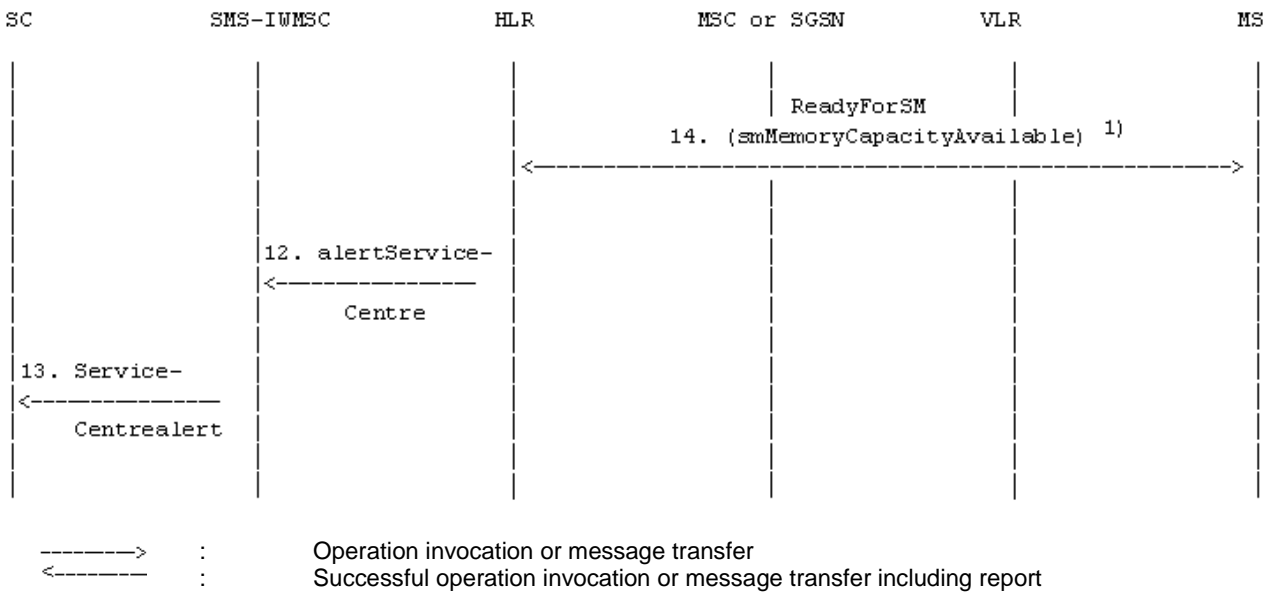 SC SMS-IWMSC HLR MSC or SGSN VLR MS
ReadyForSM
14. (smMemoryCapacityAvailable) 1)
12. alertService-
Centre
13. Service-
Centrealert
: Operation invocation or message transfer
: Successful operation invocation or message transfer including report